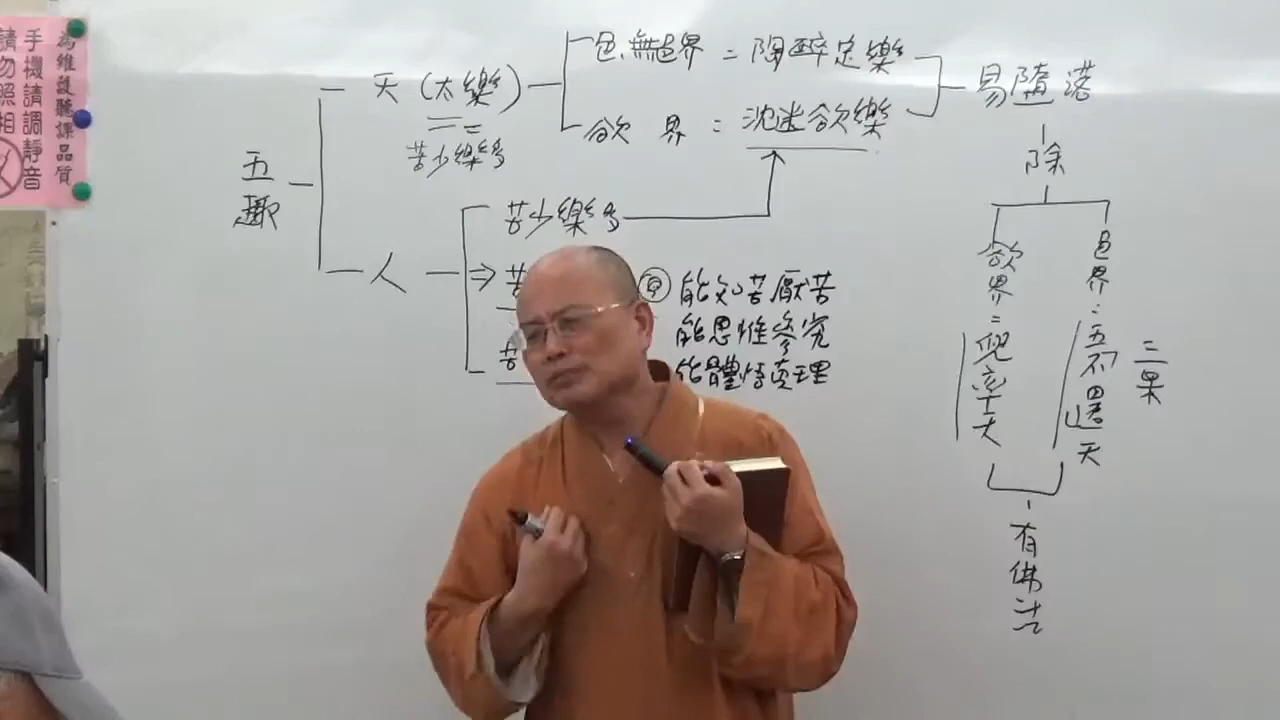 為維護聽課品質
手機請調靜音
請勿照相
五趣
天（太樂）
苦少樂多
色.無色界 = 陶醉定樂
欲界 : 沈迷欲樂
易墮落
除
欲界 = 兜率天
色界 : 五不還天
三果
有佛法
人
苦少樂多
⇒ 苦
苦
能知苦厭苦
能思惟參究
能體悟真理